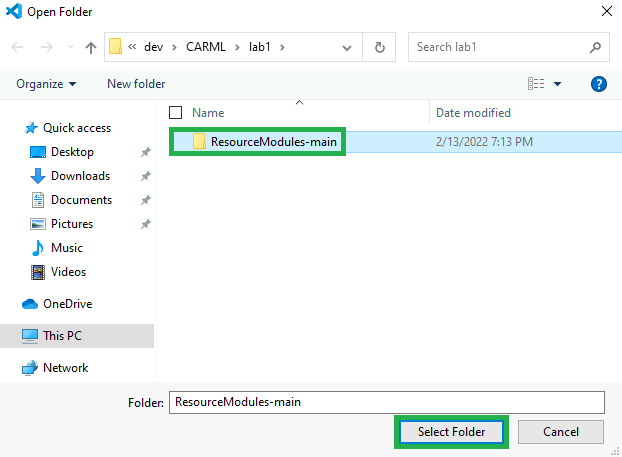 Open Folder
« dev > CARML > lab1 >
Search lab1
Organize
New folder
Name
Date modified
Quick access
ResourceModules-main
2/13/2022 7:13 PM
Desktop
Downloads
Documents
Pictures
Music
Videos
OneDrive
This PC
Network
Folder: ResourceModules-main
Select Folder
Cancel